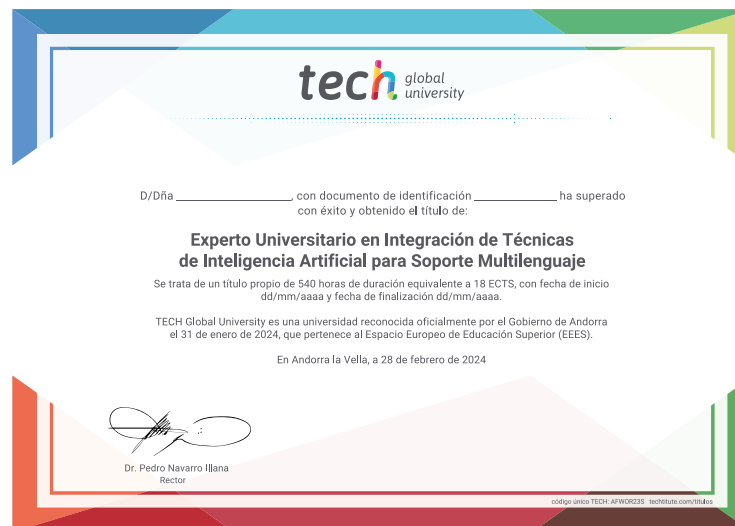 tech global university
D/Dña ____________________, con documento de identificación ______________ ha superado
con éxito y obtenido el título de:
Experto Universitario en Integración de Técnicas
de Inteligencia Artificial para Soporte Multilenguaje
Se trata de un título propio de 540 horas de duración equivalente a 18 ECTS, con fecha de inicio
dd/mm/aaaa y fecha de finalización dd/mm/aaaa.
TECH Global University es una universidad reconocida oficialmente por el Gobierno de Andorra
el 31 de enero de 2024, que pertenece al Espacio Europeo de Educación Superior (EEES).
En Andorra la Vella, a 28 de febrero de 2024
Dr. Pedro Navarro Illana
Rector
código único TECH: AFWOR235 techtitute.com/titulos